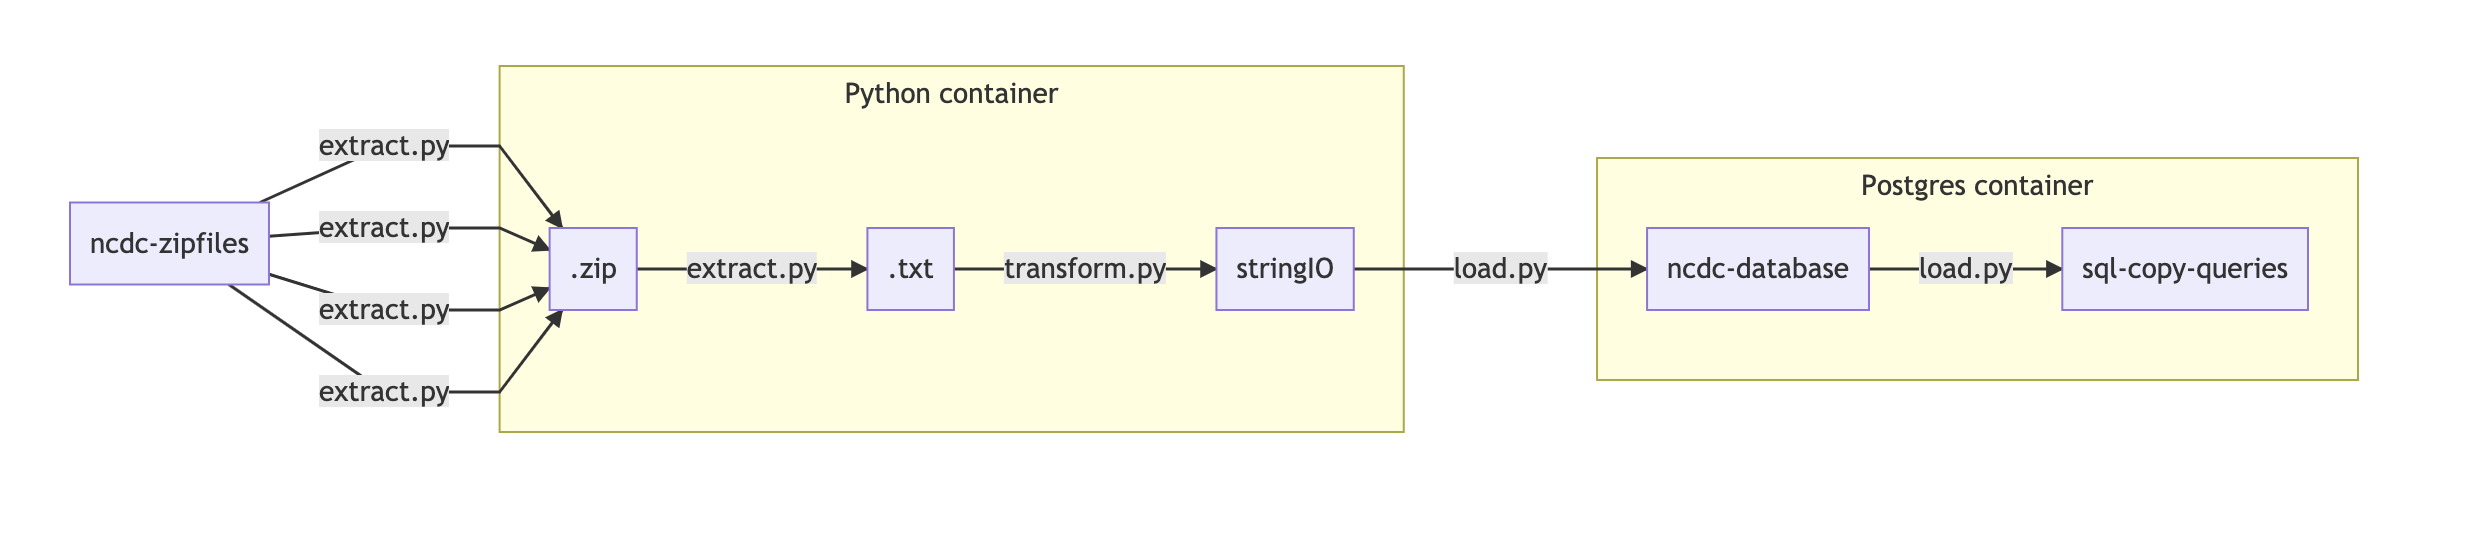 Python container
extract.py
Postgres container
extract.py
ncdc-zipfiles
.zip
extract.py
.txt
transform.py
stringIO
load.py
ncdc-database
load.py
sql-copy-queries
extract.py
extract.py